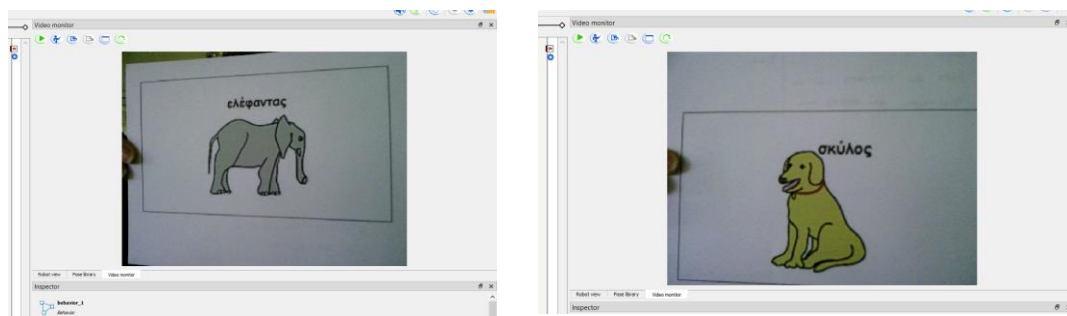 Video monitor
ελέφαντας
Robot view Pose library Video monitor
Inspector
behavior_1
Behavior
Video monitor
σκύλος
Robot view Pose library Video monitor
Inspector